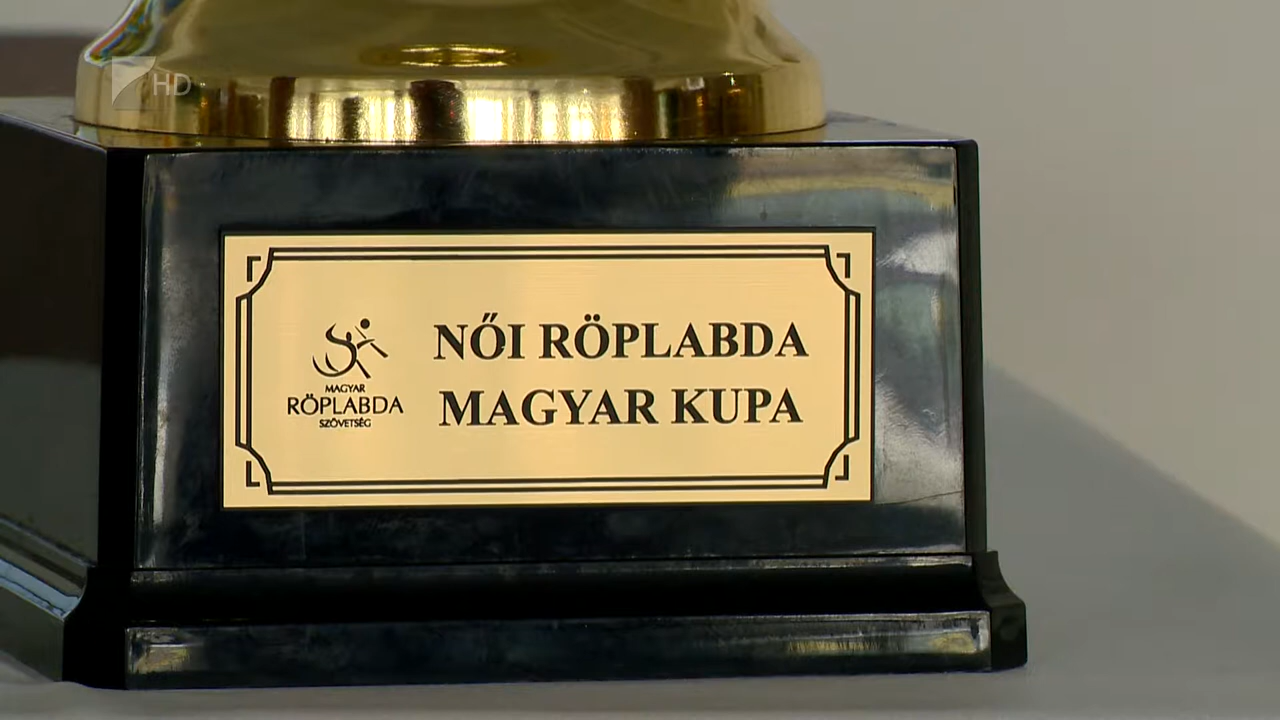 HD
NŐI RÖPLABDA
MAGYAR KUPA
MAGYAR
RÖPLABDA
SZÖVETSÉG